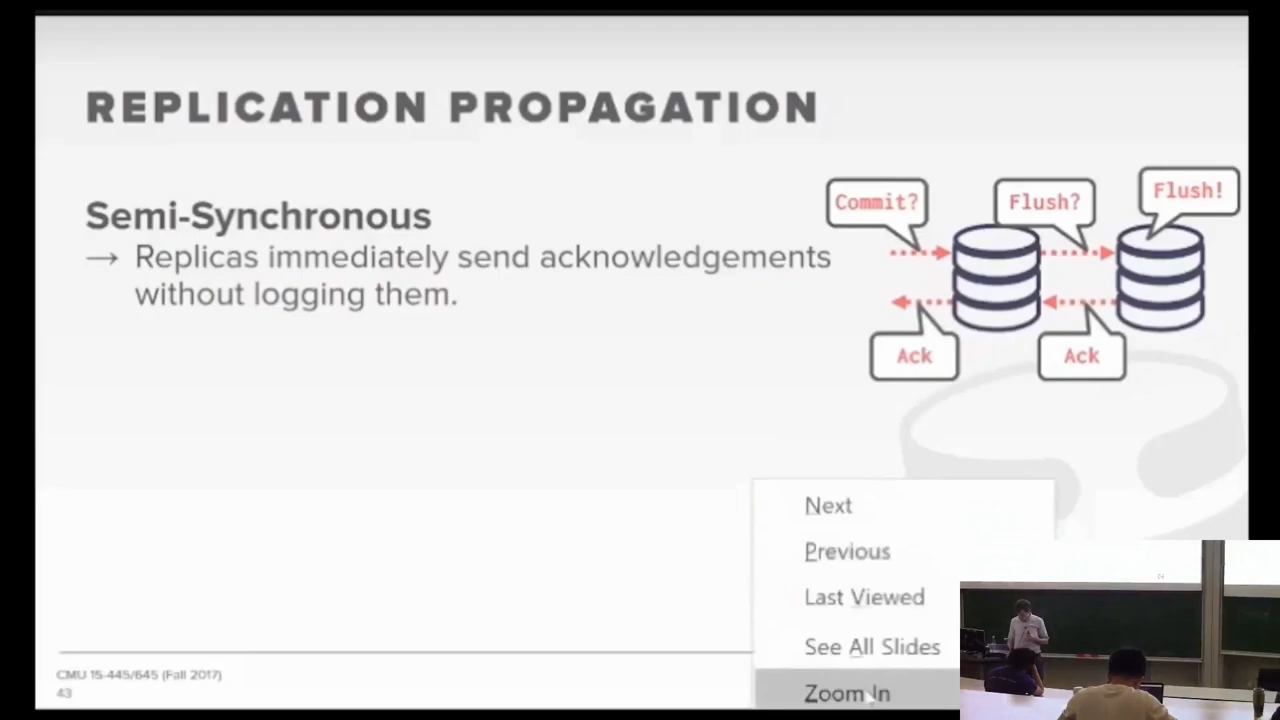 REPLICATION PROPAGATION
Semi-Synchronous
→ Replicas immediately send acknowledgements
without logging them.
Commit?
Flush?
Flush!
Ack
Ack
Next
Previous
Last Viewed
See All Slides
Zoom In
CMU 15-445/645 (Fall 2017)
43